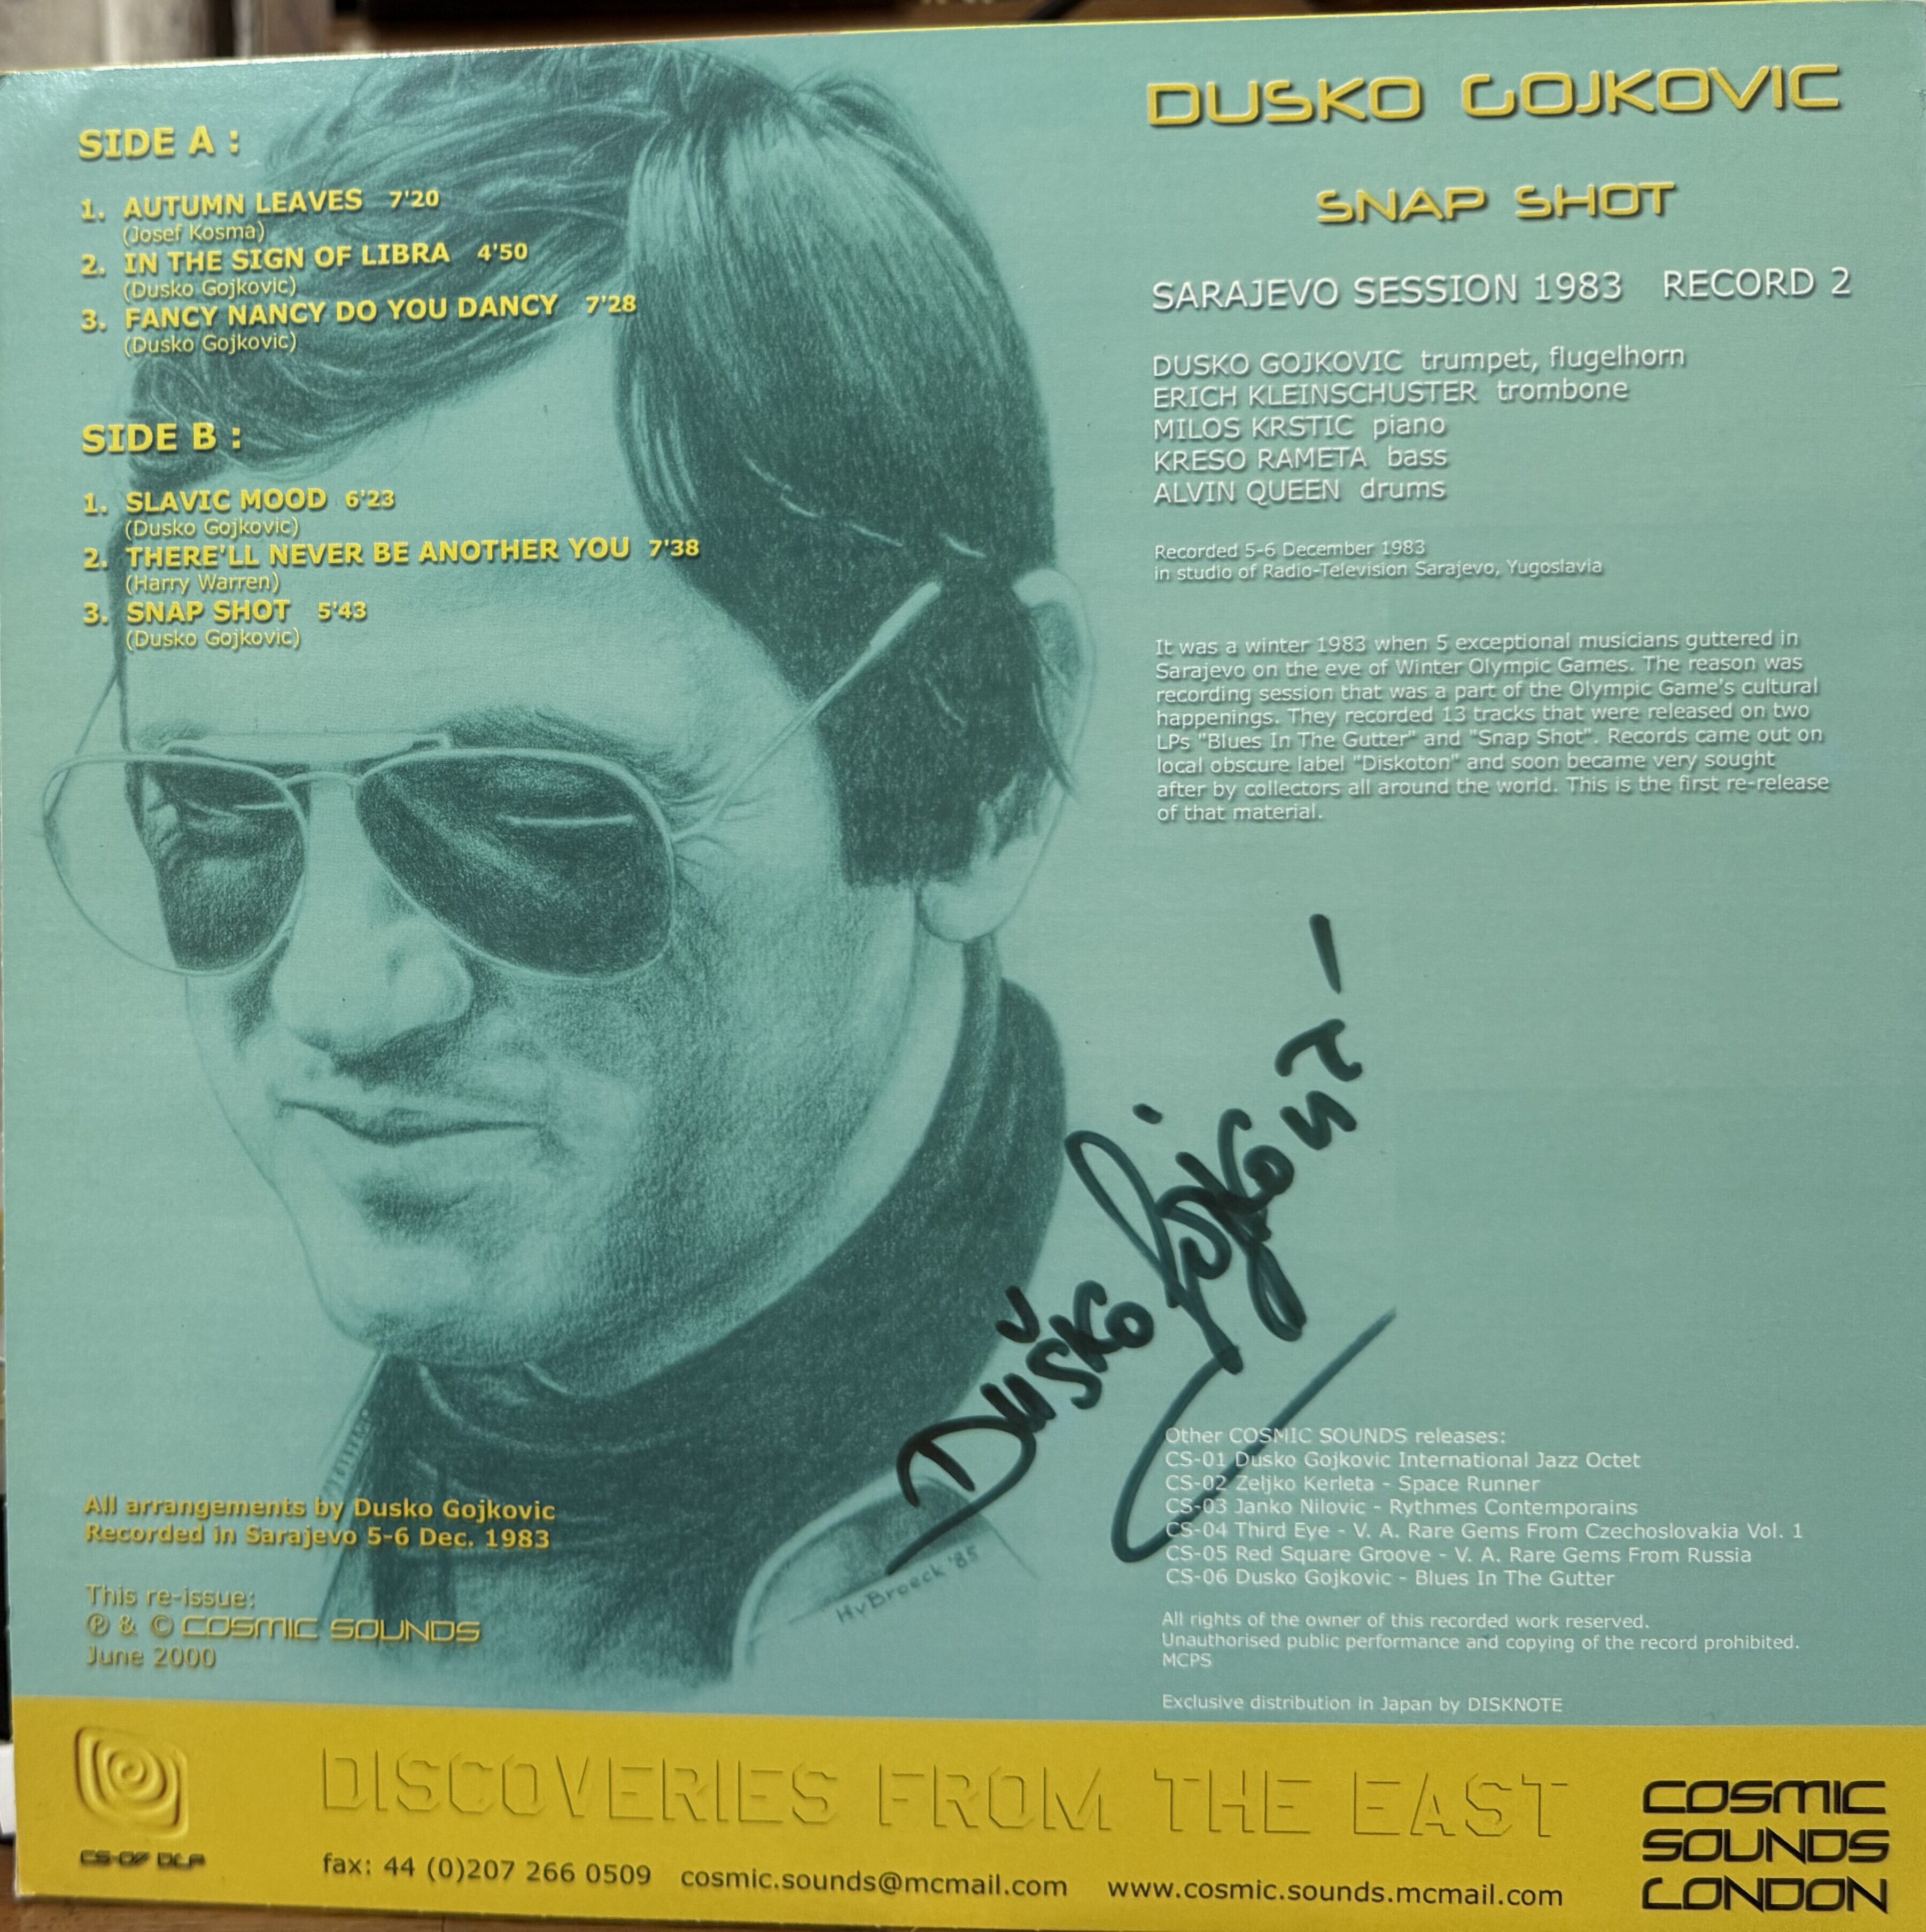 DUSKO GOJKOVIC
SNAP SHOT
SARAJEVO SESSION 1983 RECORD 2
DUSKO GOJKOVIC trumpet, flugelhorn
ERICH KLEINSCHUSTER trombone
MILOS KRSTIC piano
KRESO RAMETA bass
ALVIN QUEEN drums
Recorded 5-6 December 1983
in studio of Radio-Television Sarajevo, Yugoslavia
It was a winter 1983 when 5 exceptional musicians guttered in
Sarajevo on the eve of Winter Olympic Games. The reason was
recording session that was a part of the Olympic Game's cultural
happenings. They recorded 13 tracks that were released on two
LPs "Blues In The Gutter" and "Snap Shot". Records came out on
local obscure label "Diskoton" and soon became very sought
after by collectors all around the world. This is the first re-release
of that material.
SIDE A :
1. AUTUMN LEAVES 7'20
(Josef Kosma)
2. IN THE SIGN OF LIBRA 4'50
(Dusko Gojkovic)
3. FANCY NANCY DO YOU DANCY 7'28
(Dusko Gojkovic)
SIDE B :
1. SLAVIC MOOD 6'23
(Dusko Gojkovic)
2. THERE'LL NEVER BE ANOTHER YOU 7'38
(Harry Warren)
3. SNAP SHOT 5'43
(Dusko Gojkovic)
Duško Gojković
HvBroeck '85
All arrangements by Dusko Gojkovic
Recorded in Sarajevo 5-6 Dec. 1983
This re-issue:
℗ & © COSMIC SOUNDS
June 2000
Other COSMIC SOUNDS releases:
CS-01 Dusko Gojkovic International Jazz Octet
CS-02 Zeljko Kerleta - Space Runner
CS-03 Janko Nilovic - Rythmes Contemporains
CS-04 Third Eye - V. A. Rare Gems From Czechoslovakia Vol. 1
CS-05 Red Square Groove - V. A. Rare Gems From Russia
CS-06 Dusko Gojkovic - Blues In The Gutter
All rights of the owner of this recorded work reserved.
Unauthorised public performance and copying of the record prohibited.
MCPS
Exclusive distribution in Japan by DISKNOTE
DISCOVERIES FROM THE EAST
CS-07 DLP
fax: 44 (0)207 266 0509 cosmic.sounds@mcmail.com www.cosmic.sounds.mcmail.com
COSMIC
SOUNDS
LONDON